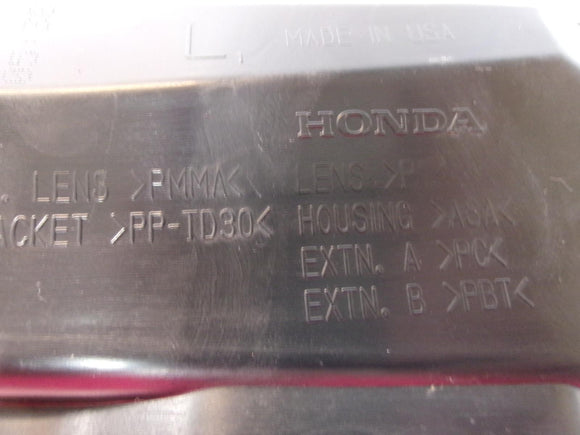 L. MADE IN USA
HONDA
. LENS >PMMA< LENS >P
ACKET >PP-TD30< HOUSING >ASA<
EXTN. A >PC<
EXTN. B >PBT<